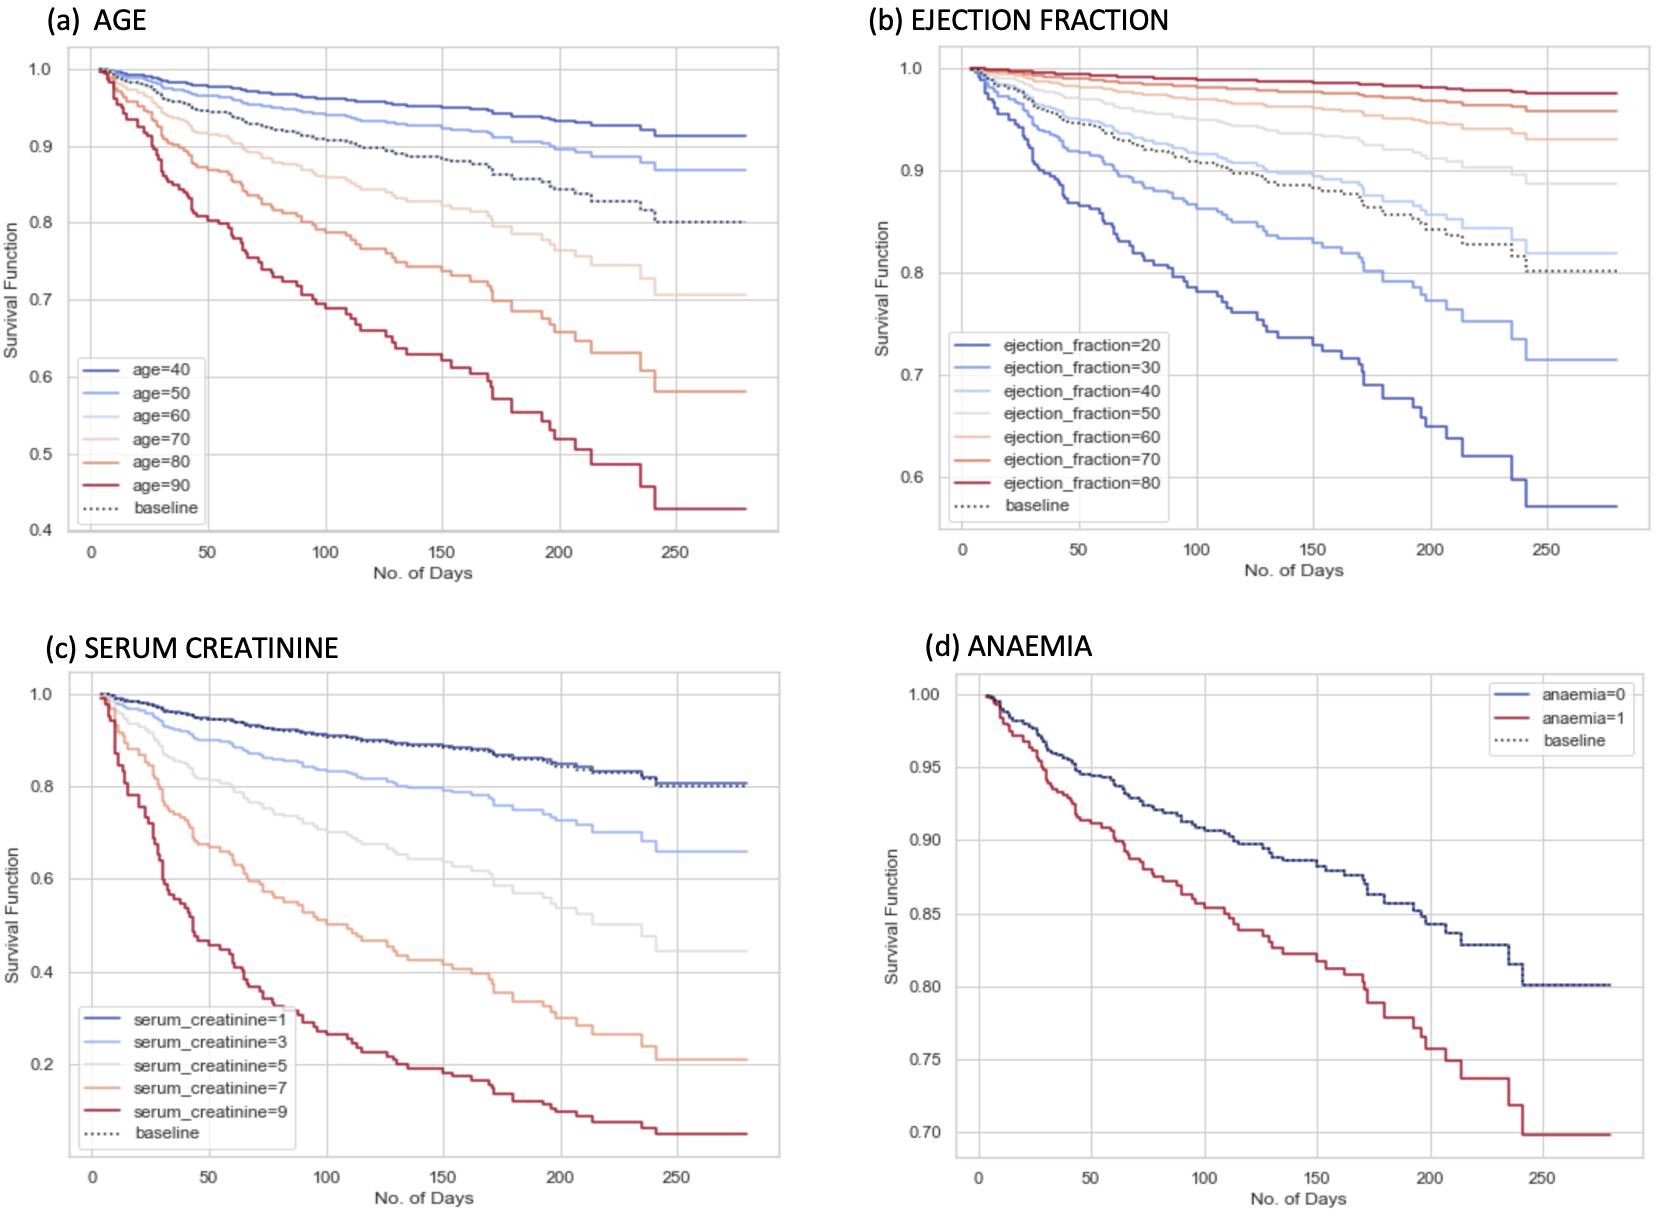 (a) AGE
1.0
0.9
0.8
0.7
0.6
0.5
0.4
Survival Function
age=40
age=50
age=60
age=70
age=80
age=90
baseline
0 50 100 150 200 250
No. of Days
(b) EJECTION FRACTION
1.0
0.9
0.8
0.7
0.6
Survival Function
ejection_fraction=20
ejection_fraction=30
ejection_fraction=40
ejection_fraction=50
ejection_fraction=60
ejection_fraction=70
ejection_fraction=80
baseline
0 50 100 150 200 250
No. of Days
(c) SERUM CREATININE
1.0
0.8
0.6
0.4
0.2
Survival Function
serum_creatinine=1
serum_creatinine=3
serum_creatinine=5
serum_creatinine=7
serum_creatinine=9
baseline
0 50 100 150 200 250
No. of Days
(d) ANAEMIA
1.00
0.95
0.90
0.85
0.80
0.75
0.70
Survival Function
anaemia=0
anaemia=1
baseline
0 50 100 150 200 250
No. of Days